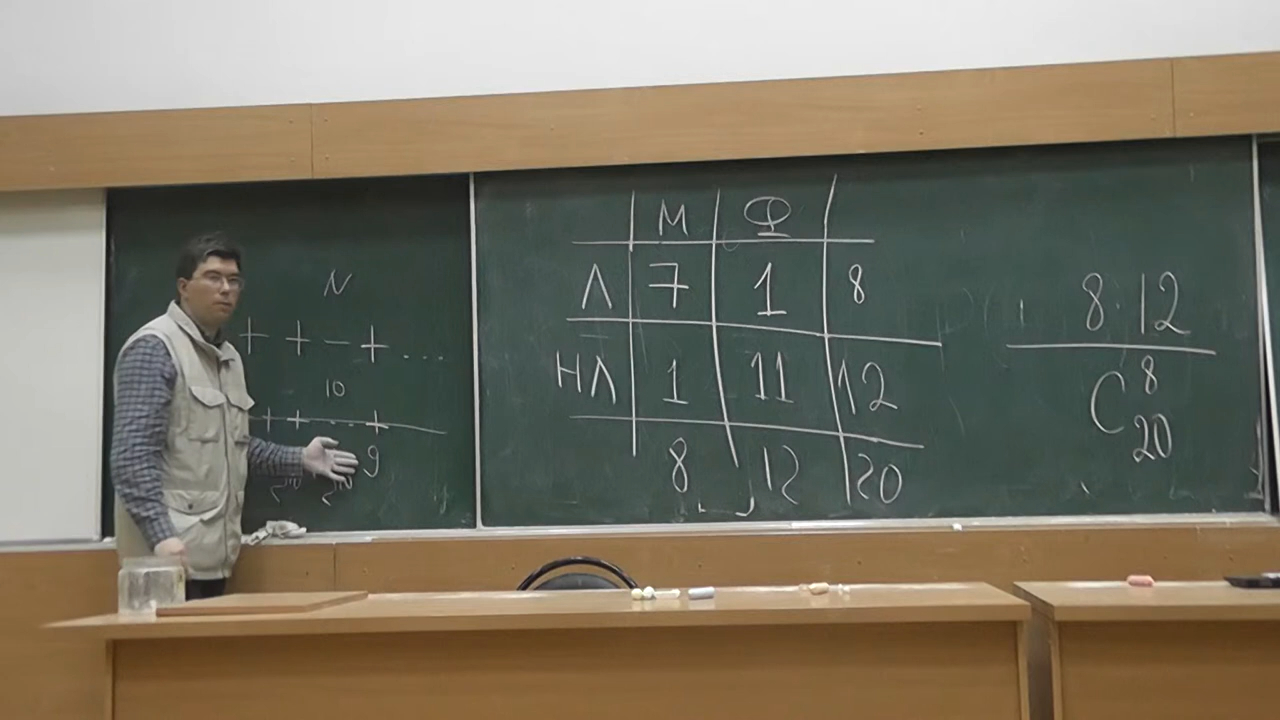 N
+ + – + ...
10
+ + - - +
9
М Ф
Л 7 1 8
НЛ 1 11 12
8 12 20
8·12
C 8 20